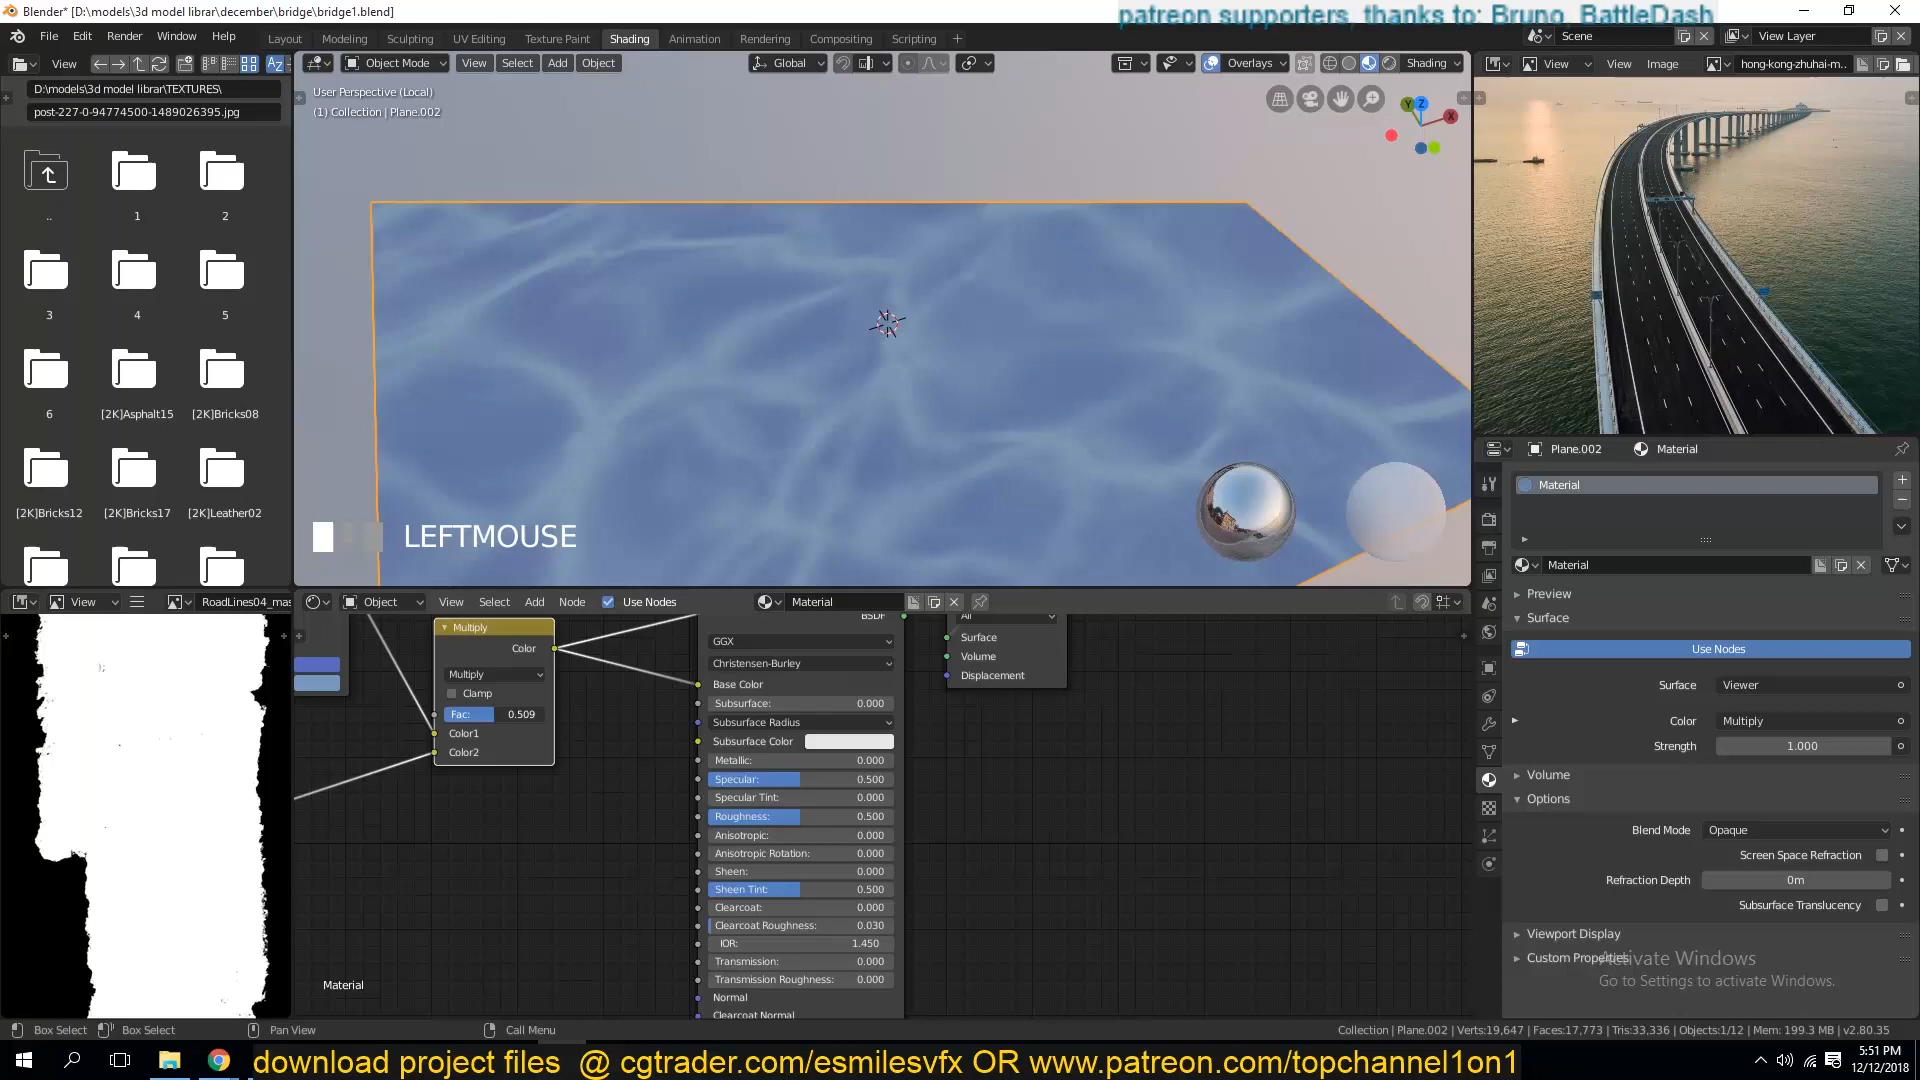 Blender* [D:\models\3d model librar\december\bridge\bridge1.blend]
patreon supporters, thanks to: Bruno, BattleDash
File Edit Render Window Help
Layout Modeling Sculpting UV Editing Texture Paint Shading Animation Rendering Compositing Scripting
Scene
View Layer
View
D:\models\3d model librar\TEXTURES\
post-227-0-94774500-1489026395.jpg
..
1
2
3
4
5
6
[2K]Asphalt15
[2K]Bricks08
[2K]Bricks12
[2K]Bricks17
[2K]Leather02
Object Mode View Select Add Object
Global
Overlays
Shading
User Perspective (Local)
(1) Collection | Plane.002
Y
Z
X
LEFTMOUSE
View View Image
hong-kong-zhuhai-m..
View
RoadLines04_mas
Object View Select Add Node
Use Nodes
Material
Multiply
Color
Multiply
Clamp
Fac: 0.509
Color1
Color2
BSDF
GGX
Christensen-Burley
Base Color
Subsurface: 0.000
Subsurface Radius
Subsurface Color
Metallic: 0.000
Specular: 0.500
Specular Tint: 0.000
Roughness: 0.500
Anisotropic: 0.000
Anisotropic Rotation: 0.000
Sheen: 0.000
Sheen Tint: 0.500
Clearcoat: 0.000
Clearcoat Roughness: 0.030
IOR: 1.450
Transmission: 0.000
Transmission Roughness: 0.000
Normal
Clearcoat Normal
All
Surface
Volume
Displacement
Material
Plane.002
Material
Material
Material
Preview
Surface
Use Nodes
Surface Viewer
Color Multiply
Strength 1.000
Volume
Options
Blend Mode Opaque
Screen Space Refraction
Refraction Depth 0m
Subsurface Translucency
Viewport Display
Custom Properties
Activate Windows
Go to Settings to activate Windows.
Box Select
Box Select
Pan View
Call Menu
Collection | Plane.002 | Verts:19,647 | Faces:17,773 | Tris:33,336 | Objects:1/12 | Mem: 199.3 MB | v2.80.35
download project files @ cgtrader.com/esmilesvfx OR www.patreon.com/topchannel1on1
5:51 PM
12/12/2018